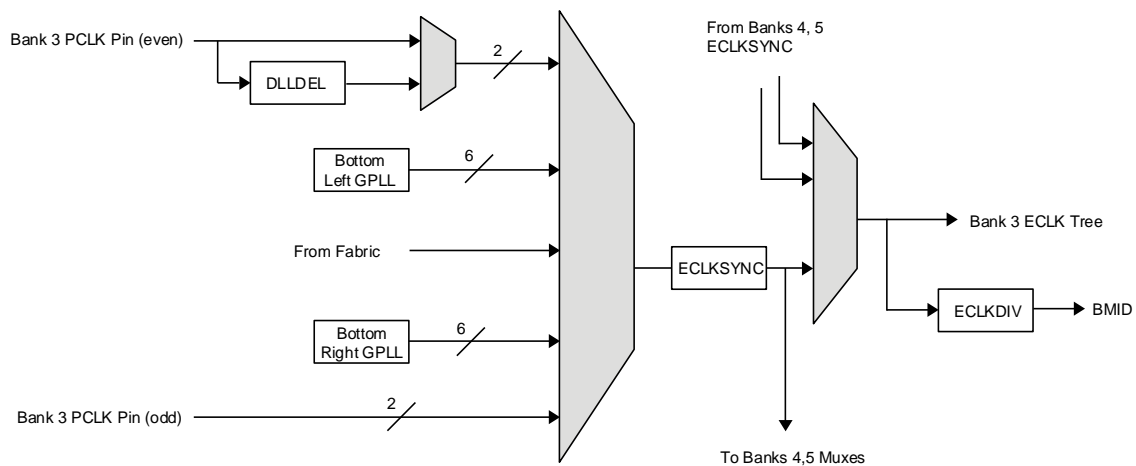 Bank 3 PCLK Pin (even)
DLLDEL
2
From Banks 4, 5
ECLKSYNC
Bottom
Left GPLL
6
From Fabric
ECLKSYNC
Bank 3 ECLK Tree
ECLKDIV
BMID
Bottom
Right GPLL
6
Bank 3 PCLK Pin (odd)
2
To Banks 4,5 Muxes